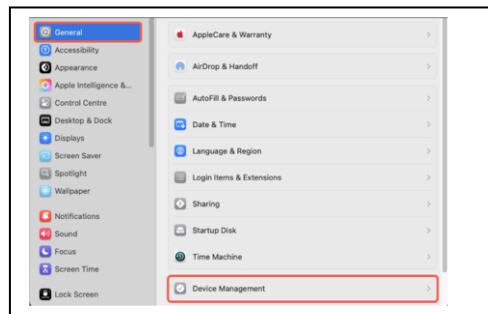 General
Accessibility
Appearance
Apple Intelligence &...
Control Centre
Desktop & Dock
Displays
Screen Saver
Spotlight
Wallpaper
Notifications
Sound
Focus
Screen Time
Lock Screen
AppleCare & Warranty
AirDrop & Handoff
AutoFill & Passwords
Date & Time
Language & Region
Login Items & Extensions
Sharing
Startup Disk
Time Machine
Device Management